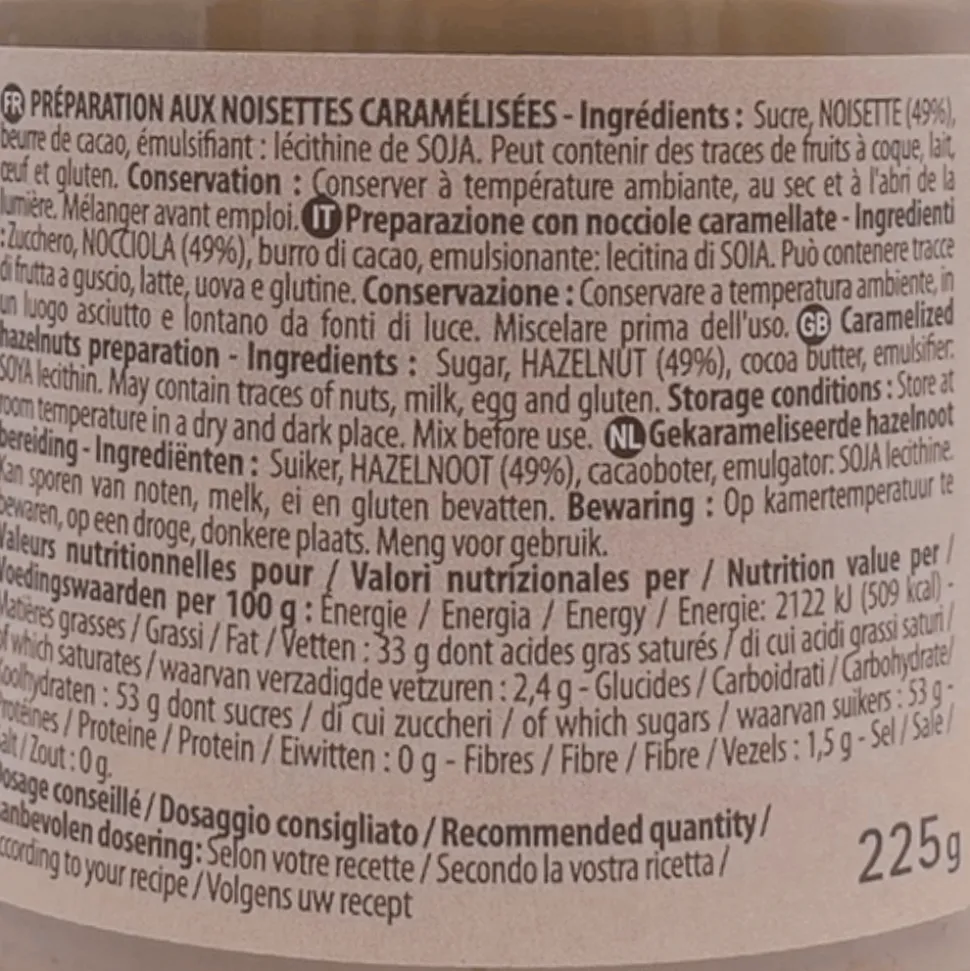 FR PRÉPARATION AUX NOISETTES CARAMÉLISÉES - Ingrédients : Sucre, NOISETTE (49%),
beurre de cacao, émulsifiant : lécithine de SOJA. Peut contenir des traces de fruits à coque, lait,
œuf et gluten. Conservation : Conserver à température ambiante, au sec et à l'abri de la
lumière. Mélanger avant emploi. IT Preparazione con nocciole caramellate - Ingredienti
: Zucchero, NOCCIOLA (49%), burro di cacao, emulsionante: lecitina di SOIA. Può contenere tracce
di frutta a guscio, latte, uova e glutine. Conservazione : Conservare a temperatura ambiente, in
un luogo asciutto e lontano da fonti di luce. Miscelare prima dell'uso. GB Caramelized
hazelnuts preparation - Ingredients : Sugar, HAZELNUT (49%), cocoa butter, emulsifier:
SOYA lecithin. May contain traces of nuts, milk, egg and gluten. Storage conditions : Store at
room temperature in a dry and dark place. Mix before use. NL Gekarameliseerde hazelnoot
bereiding - Ingrediënten : Suiker, HAZELNOOT (49%), cacaoboter, emulgator: SOJA lecithine.
Kan sporen van noten, melk, ei en gluten bevatten. Bewaring : Op kamertemperatuur te
bewaren, op een droge, donkere plaats. Meng voor gebruik.
Valeurs nutritionnelles pour / Valori nutrizionales per / Nutrition value per /
Voedingswaarden per 100 g : Énergie / Energia / Energy / Energie: 2122 kJ (509 kcal) -
Matières grasses / Grassi / Fat / Vetten : 33 g dont acides gras saturés / di cui acidi grassi saturi /
of which saturates / waarvan verzadigde vetzuren : 2,4 g - Glucides / Carboidrati / Carbohydrate/
Koolhydraten : 53 g dont sucres / di cui zuccheri / of which sugars / waarvan suikers : 53 g -
Protéines / Proteine / Protein / Eiwitten : 0 g - Fibres / Fibre / Fibre / Vezels : 1,5 g - Sel / Sale /
Salt / Zout : 0 g.
Dosage conseillé / Dosaggio consigliato / Recommended quantity /
Aanbevolen dosering: Selon votre recette / Secondo la vostra ricetta /
According to your recipe / Volgens uw recept
225g